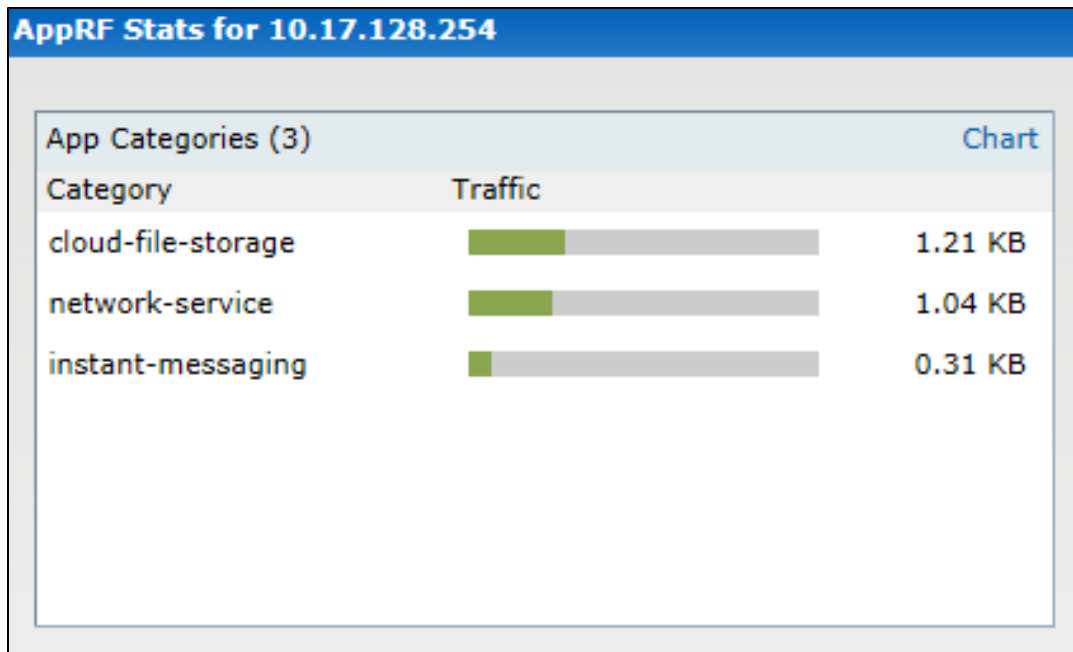 AppRF Stats for 10.17.128.254
App Categories (3) Chart
Category Traffic
cloud-file-storage 1.21 KB
network-service 1.04 KB
instant-messaging 0.31 KB